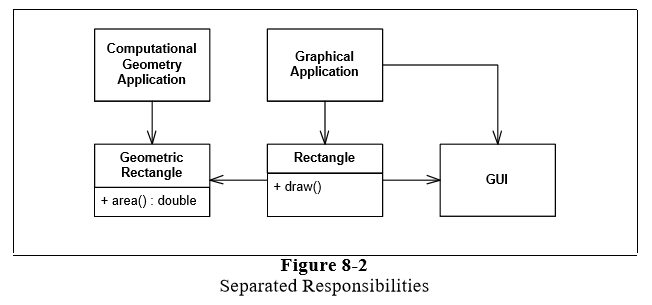 Computational
Geometry
Application
Graphical
Application
Geometric
Rectangle
+ area() : double
Rectangle
+ draw()
GUI
Figure 8-2
Separated Responsibilities